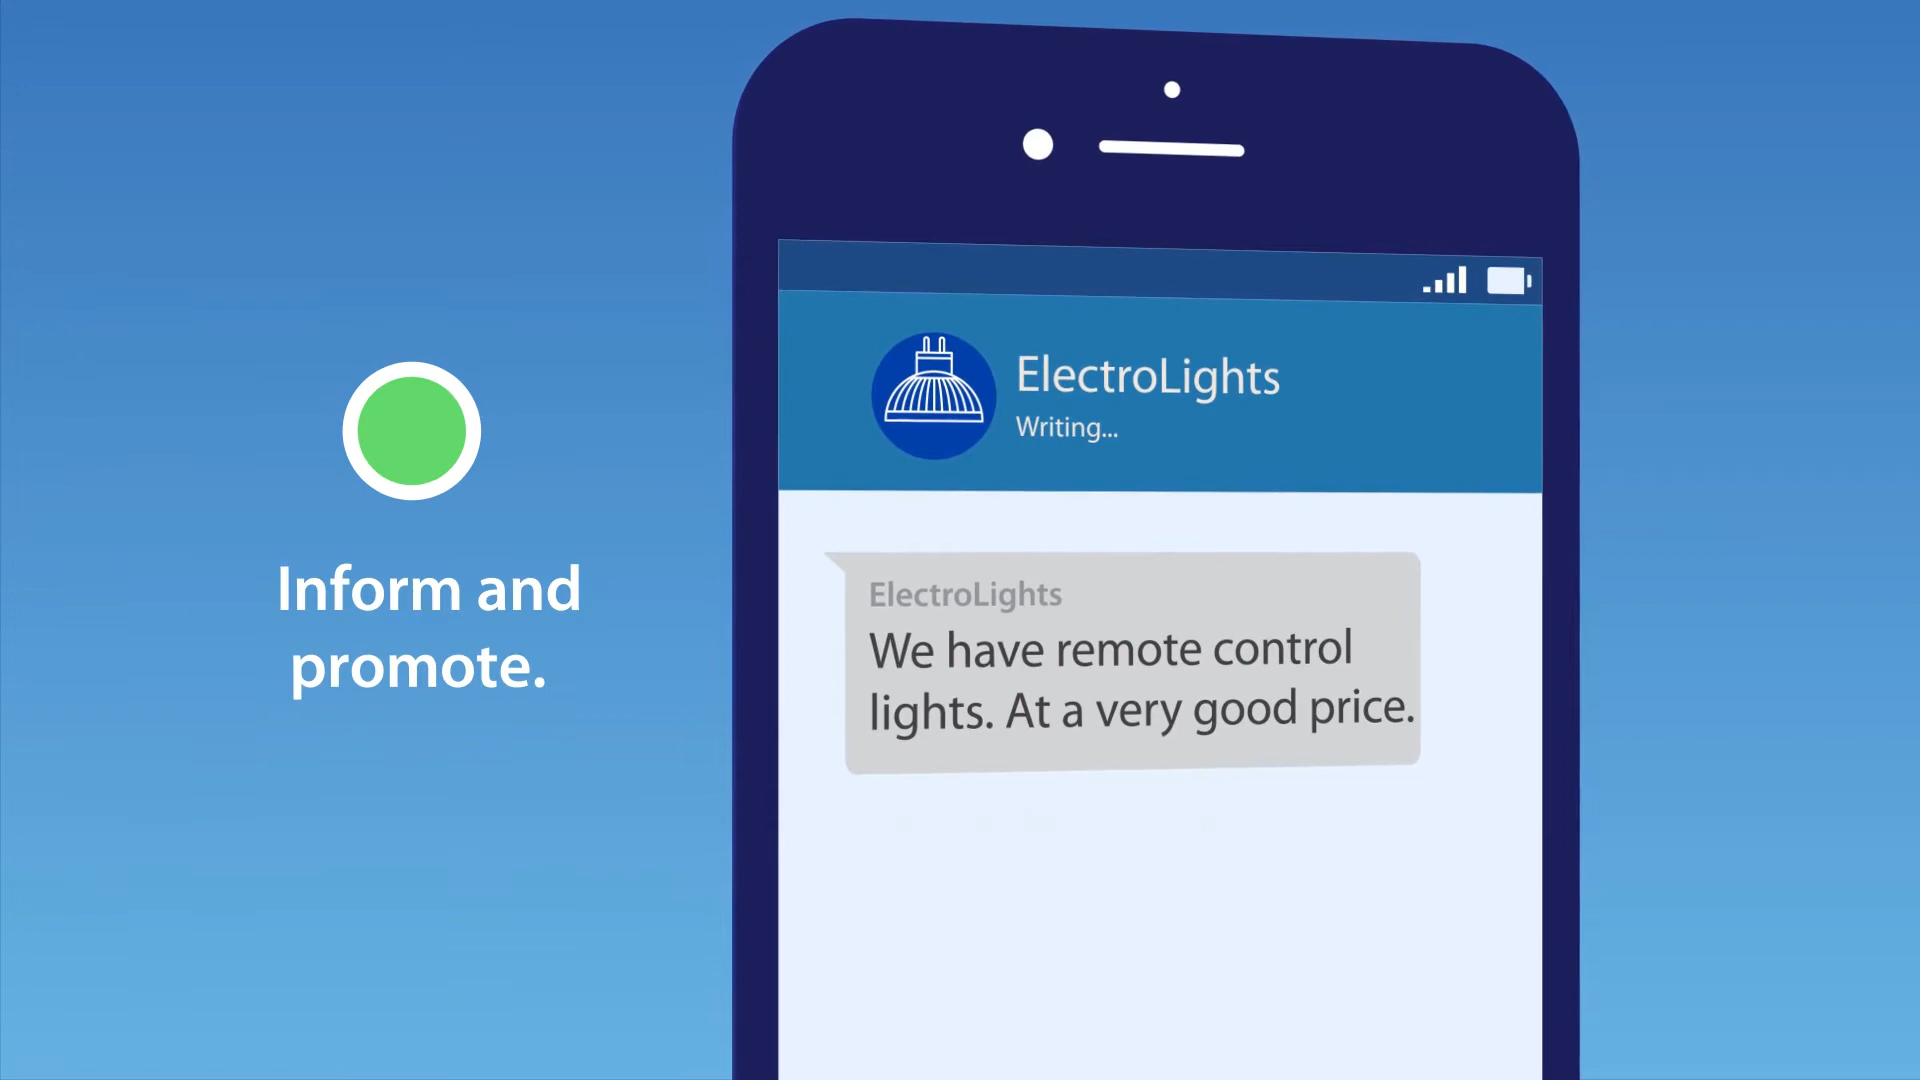 Inform and
promote.
ElectroLights
Writing...
ElectroLights
We have remote control
lights. At a very good price.